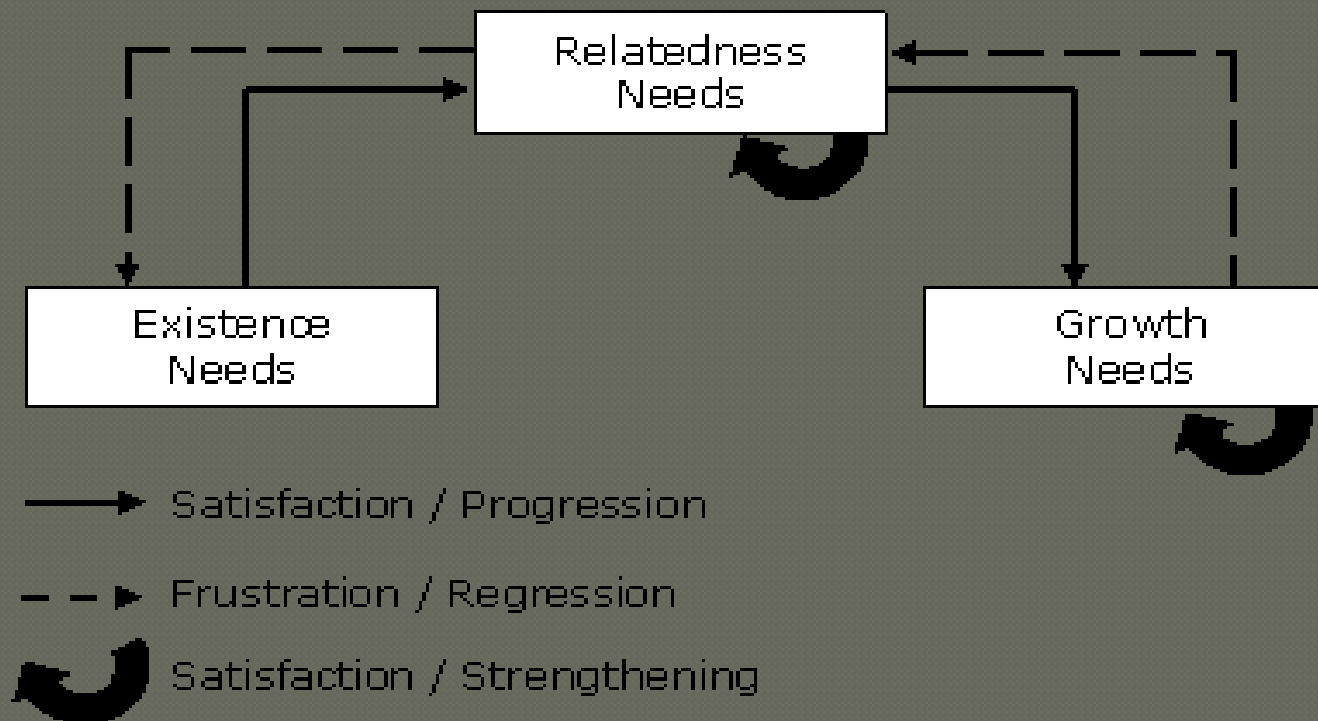 Relatedness
Needs
Existence
Needs
Growth
Needs
Satisfaction / Progression
Frustration / Regression
Satisfaction / Strengthening